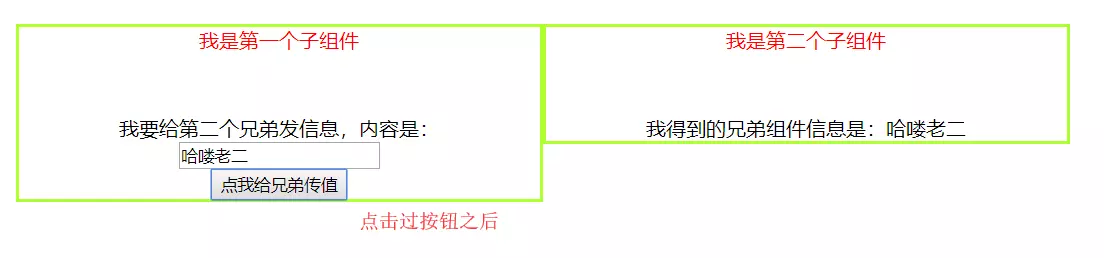 我是第一个子组件
我要给第二个兄弟发信息，内容是：
哈喽老二
点我给兄弟传值
点击过按钮之后
我是第二个子组件
我得到的兄弟组件信息是：哈喽老二